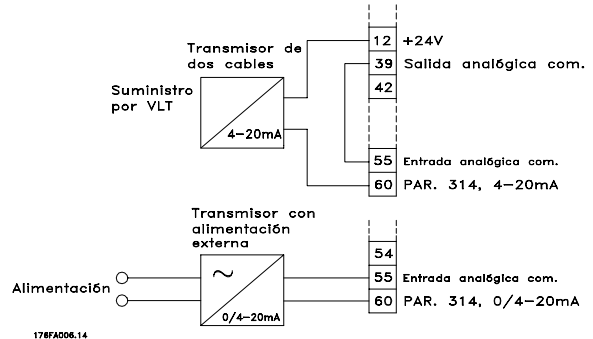 Transmisor de
dos cables
Suministro
por VLT
4-20mA
12 +24V
39 Salida analógica com.
42
55 Entrada analógica com.
60 PAR. 314, 4-20mA
Transmisor con
alimentación
externa
Alimentación
~
0/4-20mA
54
55 Entrada analógica com.
60 PAR. 314, 0/4-20mA
176FA006.14